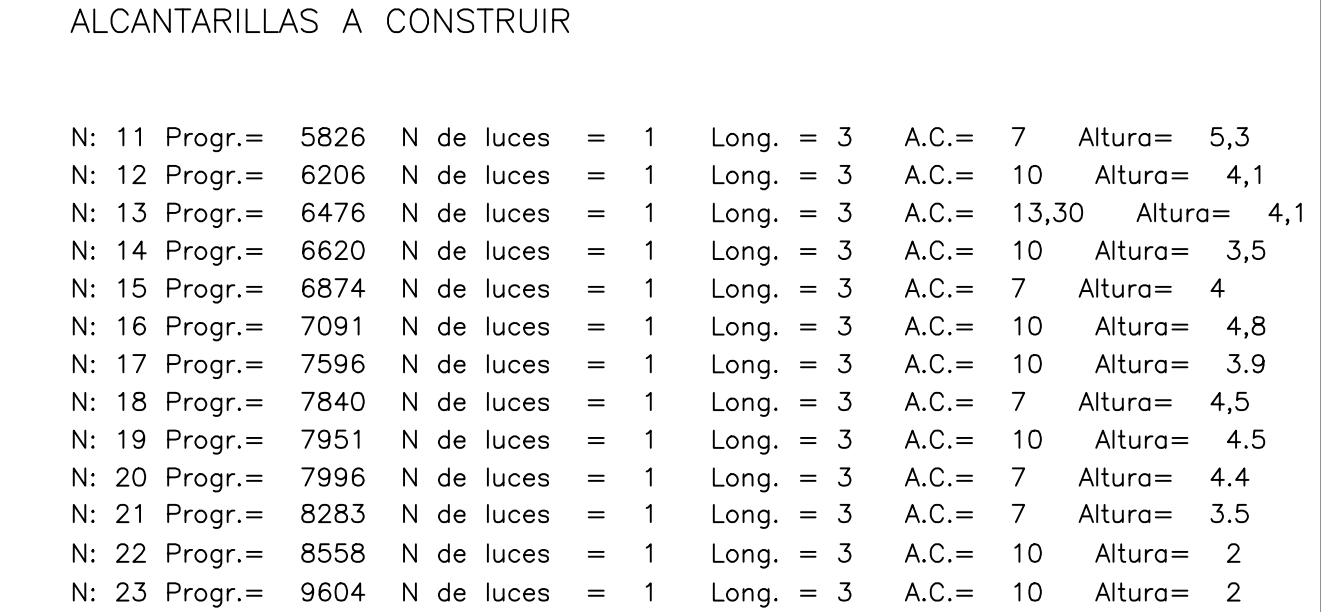 ALCANTARILLAS A CONSTRUIR
N: 11 Progr.= 5826 N de luces = 1 Long. = 3 A.C.= 7 Altura= 5,3
N: 12 Progr.= 6206 N de luces = 1 Long. = 3 A.C.= 10 Altura= 4,1
N: 13 Progr.= 6476 N de luces = 1 Long. = 3 A.C.= 13,30 Altura= 4,1
N: 14 Progr.= 6620 N de luces = 1 Long. = 3 A.C.= 10 Altura= 3,5
N: 15 Progr.= 6874 N de luces = 1 Long. = 3 A.C.= 7 Altura= 4
N: 16 Progr.= 7091 N de luces = 1 Long. = 3 A.C.= 10 Altura= 4,8
N: 17 Progr.= 7596 N de luces = 1 Long. = 3 A.C.= 10 Altura= 3.9
N: 18 Progr.= 7840 N de luces = 1 Long. = 3 A.C.= 7 Altura= 4,5
N: 19 Progr.= 7951 N de luces = 1 Long. = 3 A.C.= 10 Altura= 4.5
N: 20 Progr.= 7996 N de luces = 1 Long. = 3 A.C.= 7 Altura= 4.4
N: 21 Progr.= 8283 N de luces = 1 Long. = 3 A.C.= 7 Altura= 3.5
N: 22 Progr.= 8558 N de luces = 1 Long. = 3 A.C.= 10 Altura= 2
N: 23 Progr.= 9604 N de luces = 1 Long. = 3 A.C.= 10 Altura= 2